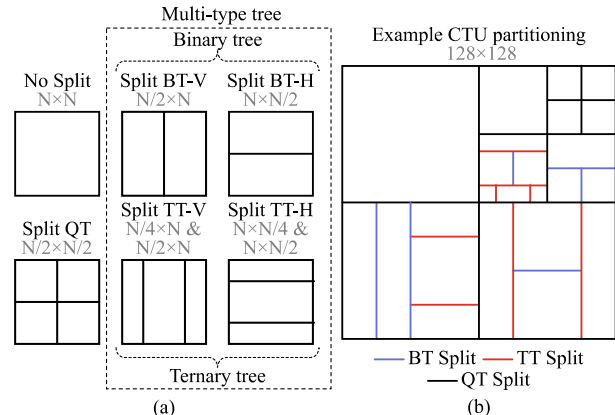 Multi-type tree
Binary tree
No Split
N×N
Split BT-V
N/2×N
Split BT-H
N×N/2
Split QT
N/2×N/2
Split TT-V
N/4×N &
N/2×N
Split TT-H
N×N/4 &
N×N/2
Ternary tree
(a)
Example CTU partitioning
128×128
BT Split
TT Split
QT Split
(b)